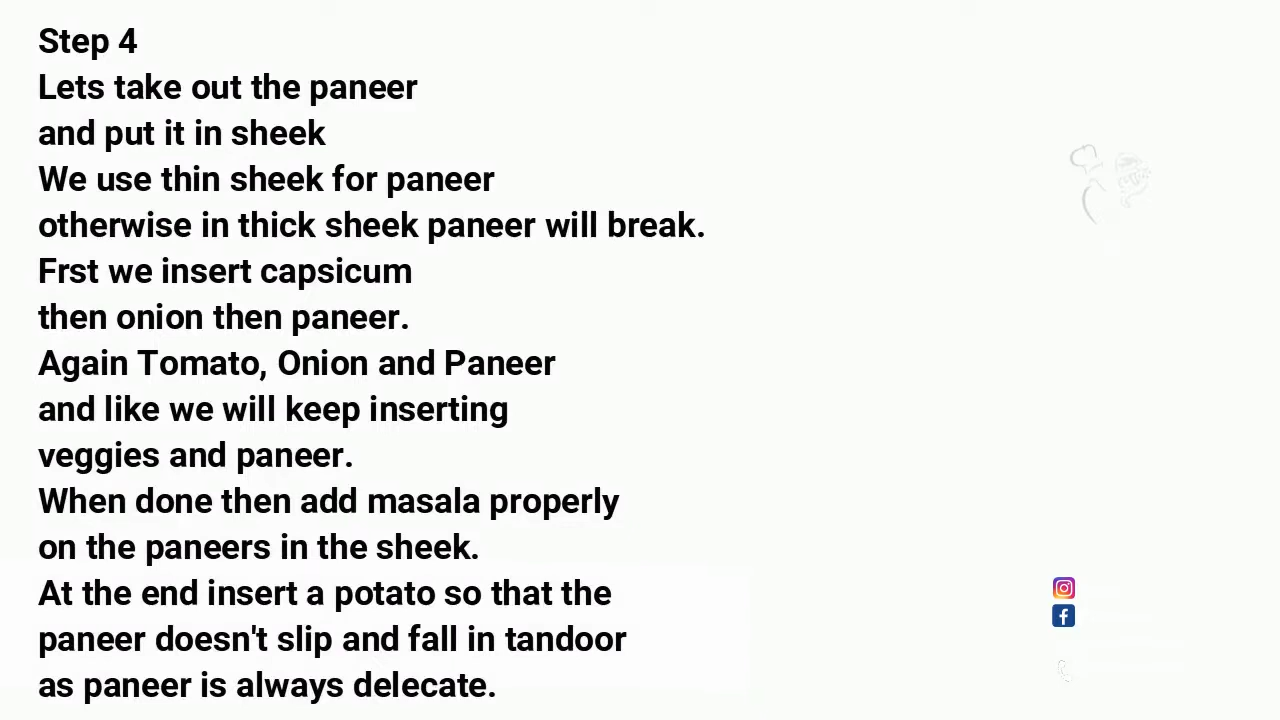 Step 4
Lets take out the paneer
and put it in sheek
We use thin sheek for paneer
otherwise in thick sheek paneer will break.
Frst we insert capsicum
then onion then paneer.
Again Tomato, Onion and Paneer
and like we will keep inserting
veggies and paneer.
When done then add masala properly
on the paneers in the sheek.
At the end insert a potato so that the
paneer doesn't slip and fall in tandoor
as paneer is always delecate.